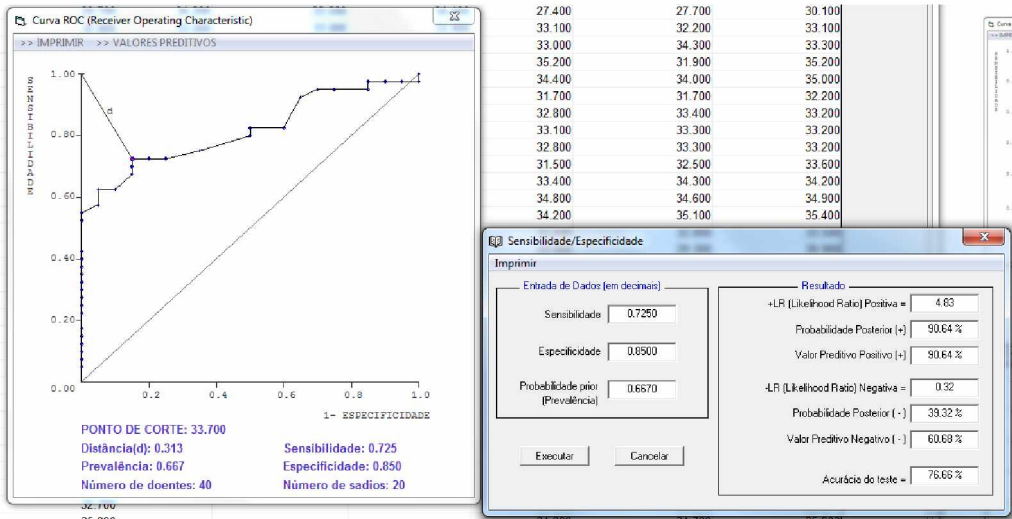 Curva ROC (Receiver Operating Characteristic)
>> IMPRIMIR >> VALORES PREDITIVOS
SENSIBILIDADE
1.00
0.80
0.60
0.40
0.20
0.00
d
0.2 0.4 0.6 0.8 1.0
1- ESPECIFICIDADE
PONTO DE CORTE: 33.700
Distância(d): 0.313 Sensibilidade: 0.725
Prevalência: 0.667 Especificidade: 0.850
Número de doentes: 40 Número de sadios: 20
27.400 27.700 30.100
33.100 32.200 33.100
33.000 34.300 33.300
35.200 31.900 35.200
34.400 34.000 35.000
31.700 31.700 32.200
32.800 33.400 33.200
33.100 33.300 33.200
32.800 33.300 33.200
31.500 32.500 33.600
33.400 34.300 34.200
34.800 34.600 34.900
34.200 35.100 35.400
Sensibilidade/Especificidade
Imprimir
Entrada de Dados (em decimais)
Sensibilidade 0.7250
Especificidade 0.8500
Probabilidade prior
(Prevalência) 0.6670
Executar Cancelar
Resultado
+LR (Likelihood Ratio) Positiva = 4.83
Probabilidade Posterior (+) 90.64 %
Valor Preditivo Positivo (+) 90.64 %
-LR (Likelihood Ratio) Negativa = 0.32
Probabilidade Posterior ( - ) 39.32 %
Valor Preditivo Negativo ( - ) 60.68 %
Acurácia do teste = 76.66 %
32.700